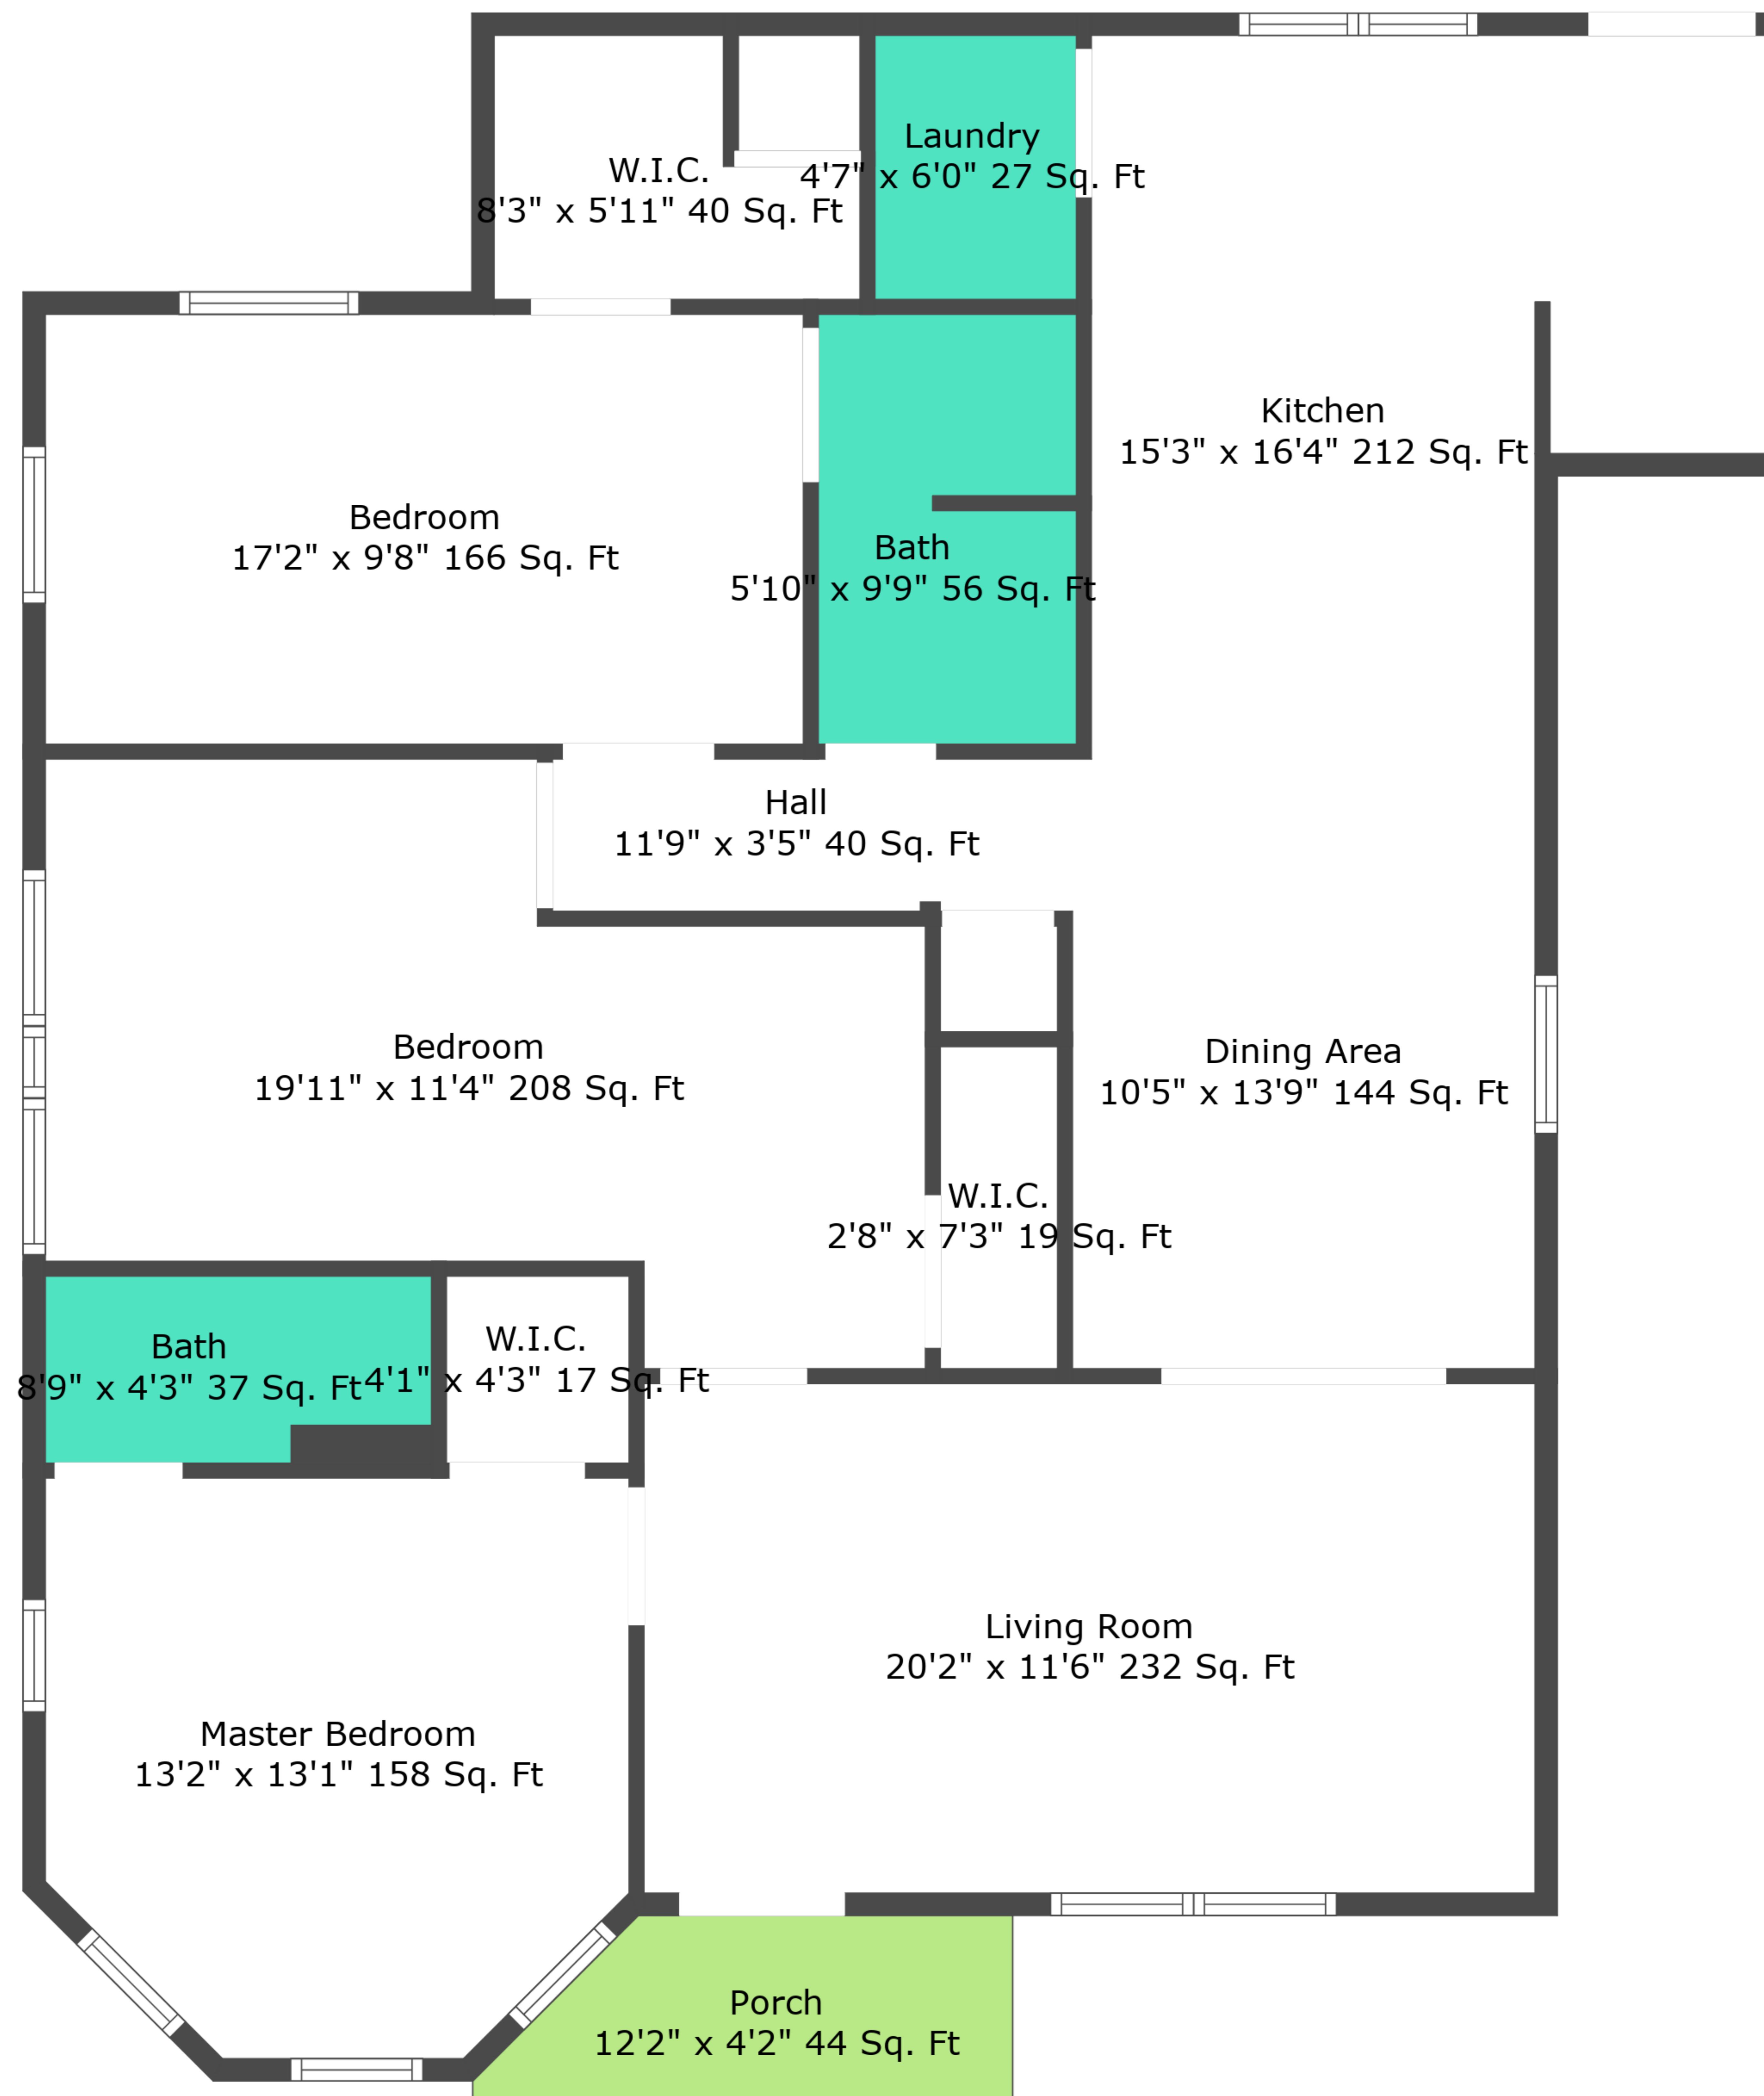 Laundry
4'7" x 6'0" 27 Sq. Ft
W.I.C.
8'3" x 5'11" 40 Sq. Ft
Kitchen
15'3" x 16'4" 212 Sq. Ft
Bedroom
17'2" x 9'8" 166 Sq. Ft
Bath
5'10" x 9'9" 56 Sq. Ft
Hall
11'9" x 3'5" 40 Sq. Ft
Bedroom
19'11" x 11'4" 208 Sq. Ft
Dining Area
10'5" x 13'9" 144 Sq. Ft
W.I.C.
2'8" x 7'3" 19 Sq. Ft
Bath
8'9" x 4'3" 37 Sq. Ft
W.I.C.
4'1" x 4'3" 17 Sq. Ft
Living Room
20'2" x 11'6" 232 Sq. Ft
Master Bedroom
13'2" x 13'1" 158 Sq. Ft
Porch
12'2" x 4'2" 44 Sq. Ft